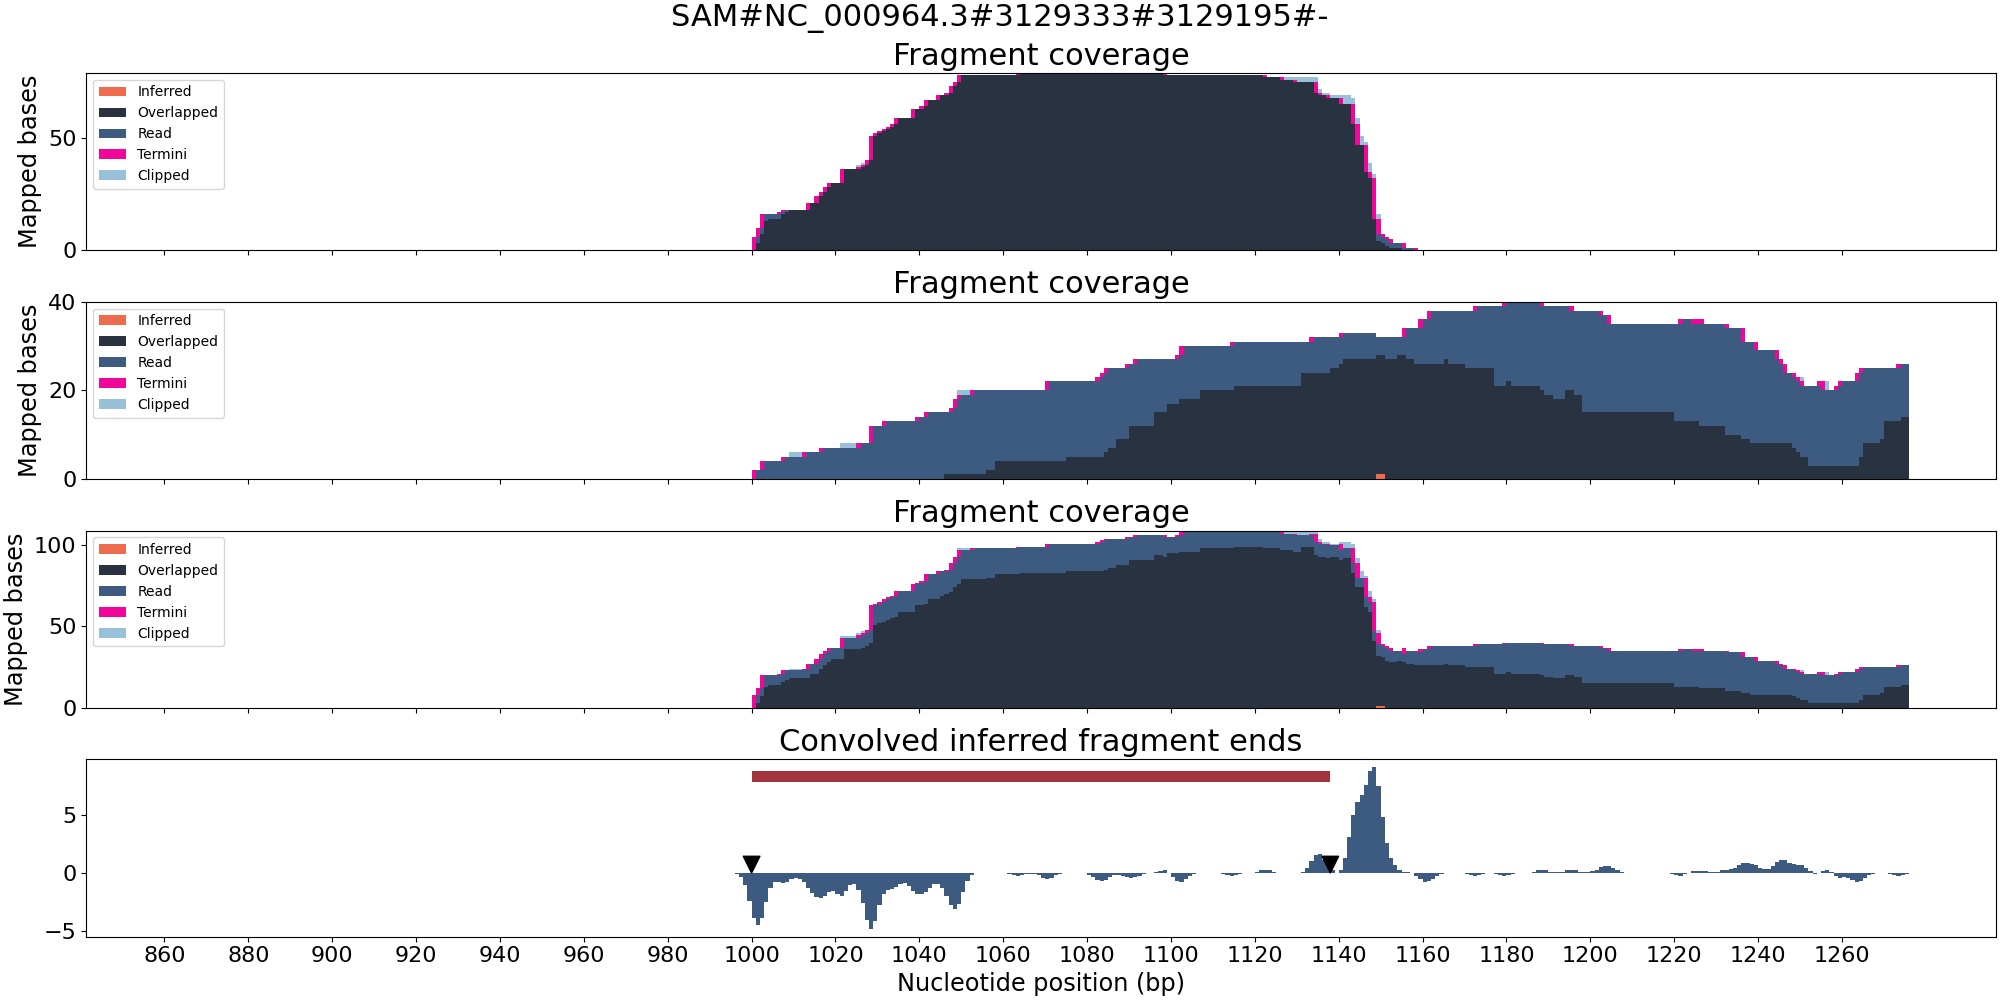 SAM#NC_000964.3#3129333#3129195#-
Fragment coverage
Mapped bases
50
0
Inferred
Overlapped
Read
Termini
Clipped
Fragment coverage
Mapped bases
40
20
0
Inferred
Overlapped
Read
Termini
Clipped
Fragment coverage
Mapped bases
100
50
0
Inferred
Overlapped
Read
Termini
Clipped
Convolved inferred fragment ends
5
0
−5
860 880 900 920 940 960 980 1000 1020 1040 1060 1080 1100 1120 1140 1160 1180 1200 1220 1240 1260
Nucleotide position (bp)